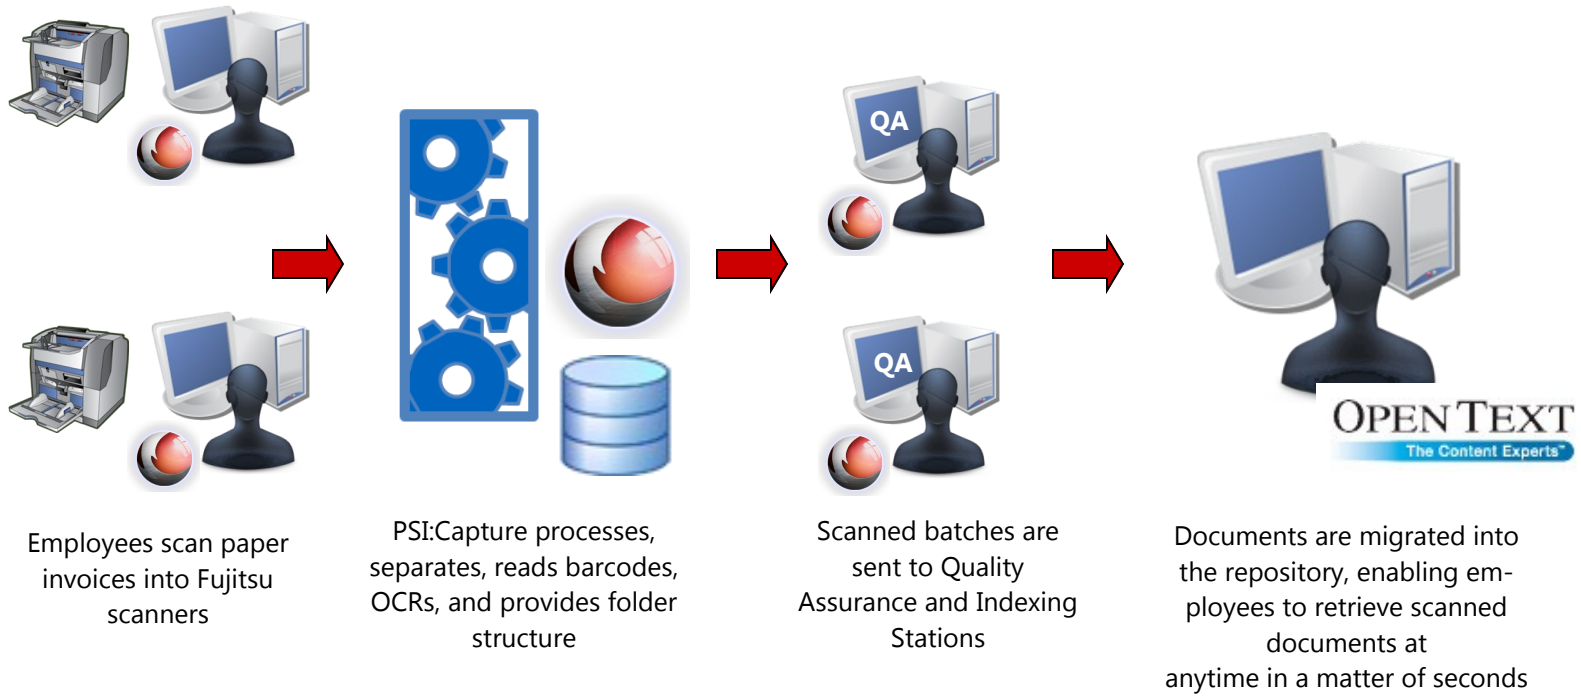 QA
QA
OPEN TEXT
The Content Experts™
Employees scan paper
invoices into Fujitsu
scanners
PSI:Capture processes,
separates, reads barcodes,
OCRs, and provides folder
structure
Scanned batches are
sent to Quality
Assurance and Indexing
Stations
Documents are migrated into
the repository, enabling em-
ployees to retrieve scanned
documents at
anytime in a matter of seconds